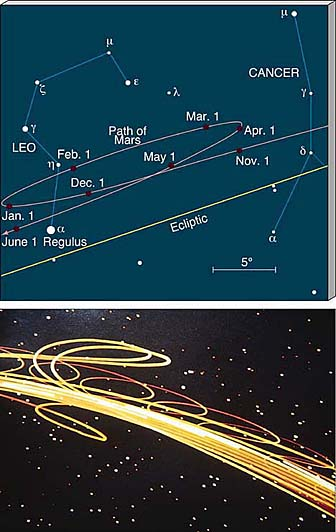 μ
μ
CANCER
ζ
ε
λ
γ
Mar. 1
γ
Path of
Mars
Apr. 1
LEO
Feb. 1
May 1
Nov. 1
δ
η
Dec. 1
Jan. 1
Ecliptic
α
June 1
Regulus
α
5°